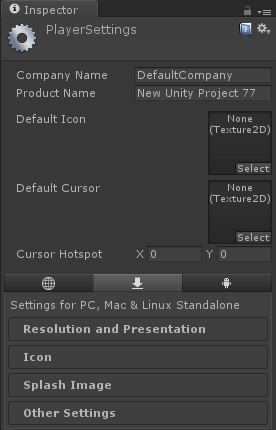 Inspector
PlayerSettings
Company Name DefaultCompany
Product Name New Unity Project 77
Default Icon
None
(Texture2D)
Select
Default Cursor
None
(Texture2D)
Select
Cursor Hotspot X 0 Y 0
Settings for PC, Mac & Linux Standalone
Resolution and Presentation
Icon
Splash Image
Other Settings